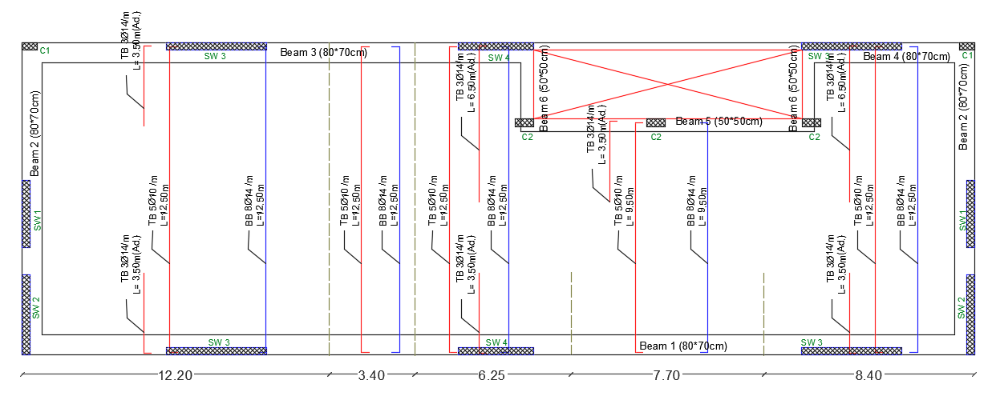 TB 3Ø14/m
L= 3,50m(Ad.)
C1
SW 3
Beam 3 (80*70cm)
TB 3Ø14/m
L= 6,50m(Ad.)
SW 4
Beam 6 (50*50cm)
Beam 6 (50*50cm)
SW 3
TB 3Ø14/m
L= 6,50m(Ad.)
Beam 4 (80*70cm)
C1
Beam 2 (80*70cm)
C2
TB 3Ø14/m
L= 3,50m(Ad.)
C2
Beam 5 (50*50cm)
C2
Beam 2 (80*70cm)
SW1
TB 5Ø10 /m
L=12,50m
BB 8Ø14 /m
L=12,50m
TB 5Ø10 /m
L=12,50m
BB 8Ø14 /m
L=12,50m
TB 5Ø10 /m
L=12,50m
BB 8Ø14 /m
L=12,50m
TB 5Ø10 /m
L= 9,50m
BB 8Ø14 /m
L= 9,50m
TB 5Ø10 /m
L=12,50m
BB 8Ø14 /m
L=12,50m
SW1
SW 2
TB 3Ø14/m
L= 3,50m(Ad.)
TB 3Ø14/m
L= 3,50m(Ad.)
TB 3Ø14/m
L= 3,50m(Ad.)
SW 2
SW 3
SW 4
Beam 1 (80*70cm)
SW 3
12.20
3.40
6.25
7.70
8.40